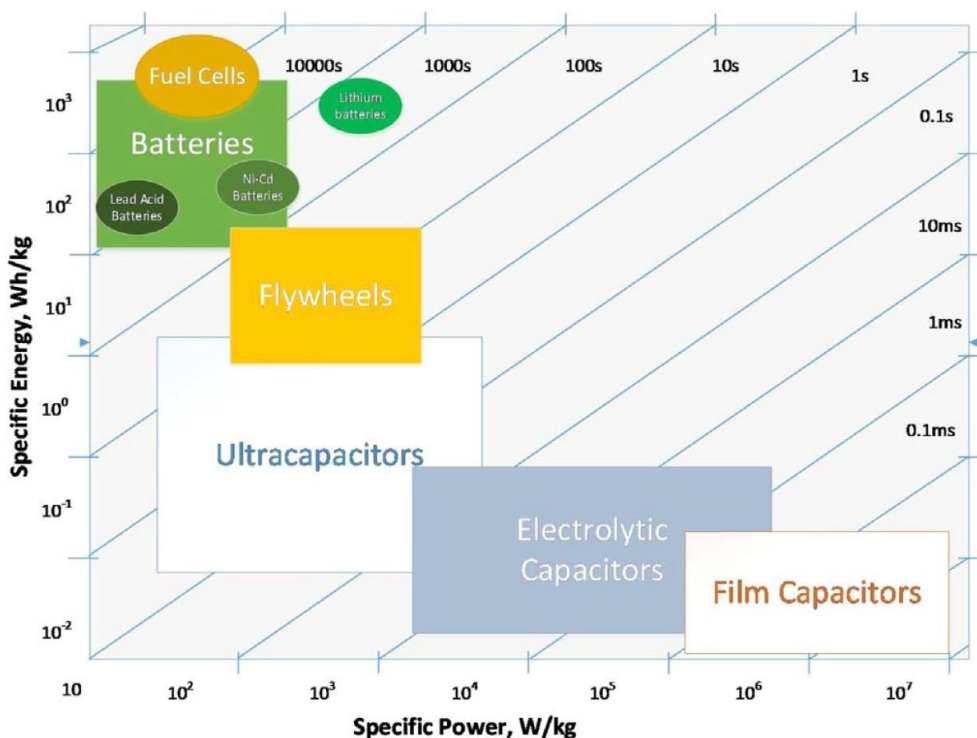 Fuel Cells
10000s
1000s
100s
10s
1s
Lithium
batteries
0.1s
10³
Batteries
Ni-Cd
Batteries
Lead Acid
Batteries
10²
10ms
Flywheels
10¹
1ms
Specific Energy, Wh/kg
10⁰
0.1ms
Ultracapacitors
10⁻¹
Electrolytic
Capacitors
Film Capacitors
10⁻²
10
10²
10³
10⁴
10⁵
10⁶
10⁷
Specific Power, W/kg